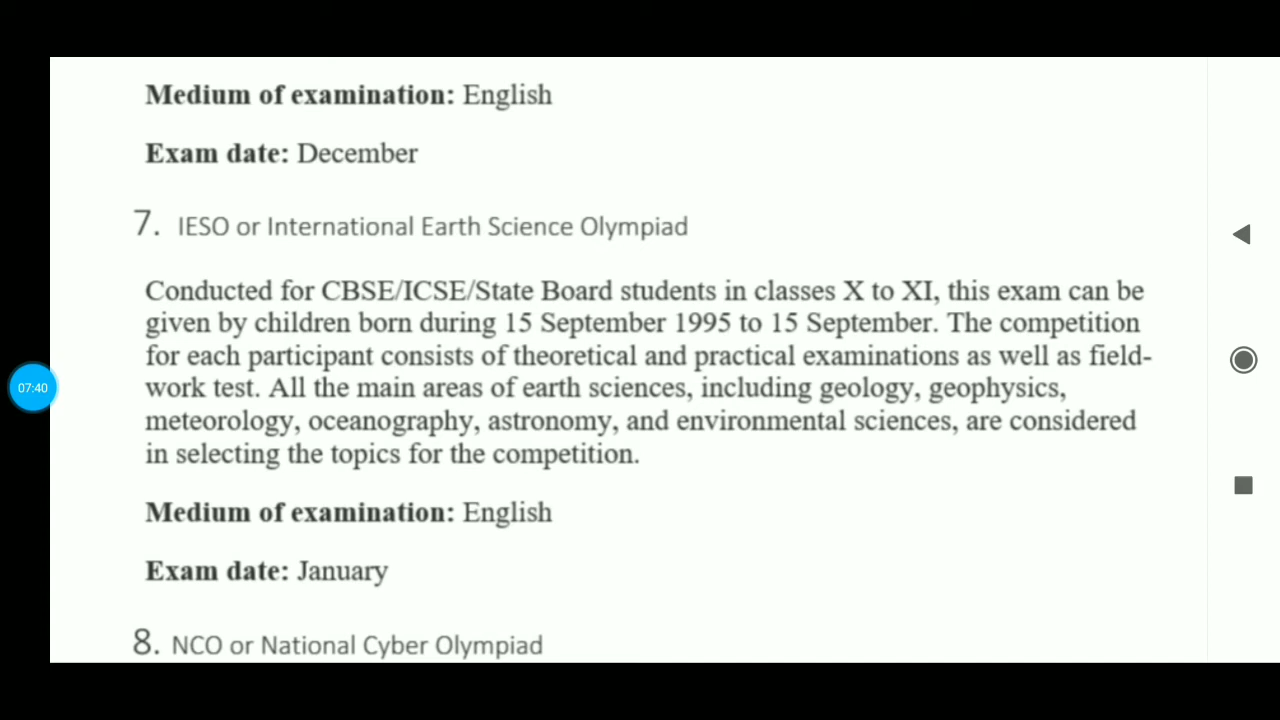 Medium of examination: English
Exam date: December
7. IESO or International Earth Science Olympiad
Conducted for CBSE/ICSE/State Board students in classes X to XI, this exam can be
given by children born during 15 September 1995 to 15 September. The competition
for each participant consists of theoretical and practical examinations as well as field-
work test. All the main areas of earth sciences, including geology, geophysics,
meteorology, oceanography, astronomy, and environmental sciences, are considered
in selecting the topics for the competition.
Medium of examination: English
Exam date: January
8. NCO or National Cyber Olympiad
07:40